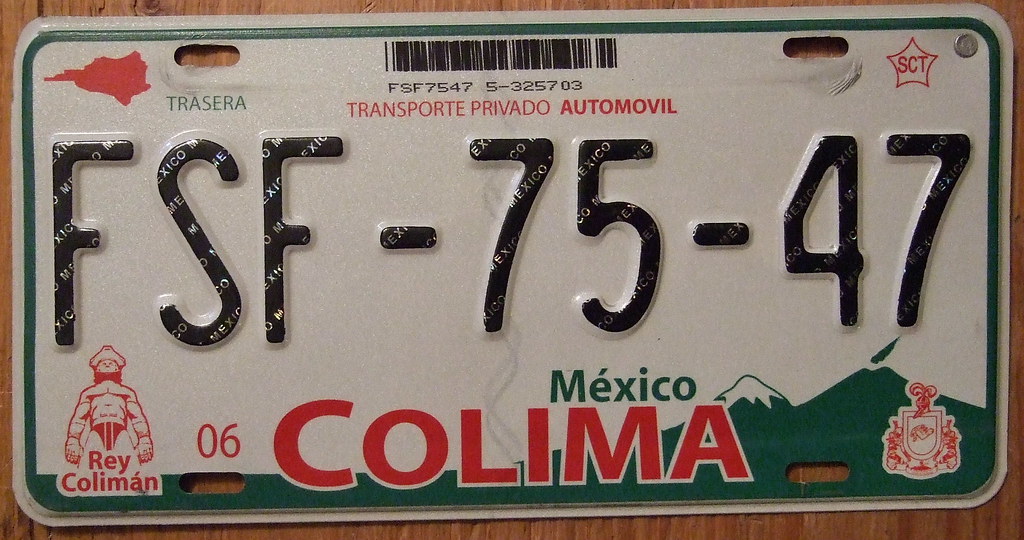 FSF7547 5-325703
SCT
TRASERA
TRANSPORTE PRIVADO AUTOMOVIL
FSF-75-47
México
06
COLIMA
Rey
Colimán